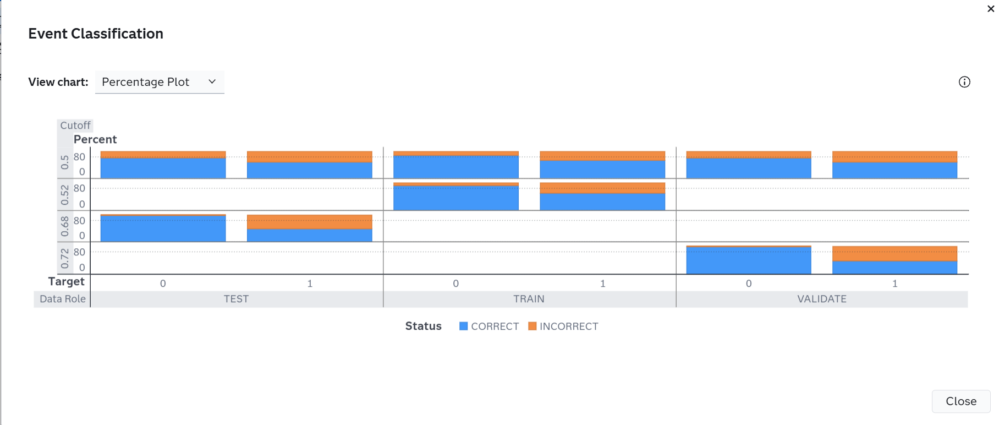 Event Classification
View chart: Percentage Plot
Cutoff
Percent
0.5 80 0
0.52 80 0
0.68 80 0
0.72 80 0
Target 0 1 0 1 0 1
Data Role TEST TRAIN VALIDATE
Status CORRECT INCORRECT
Close